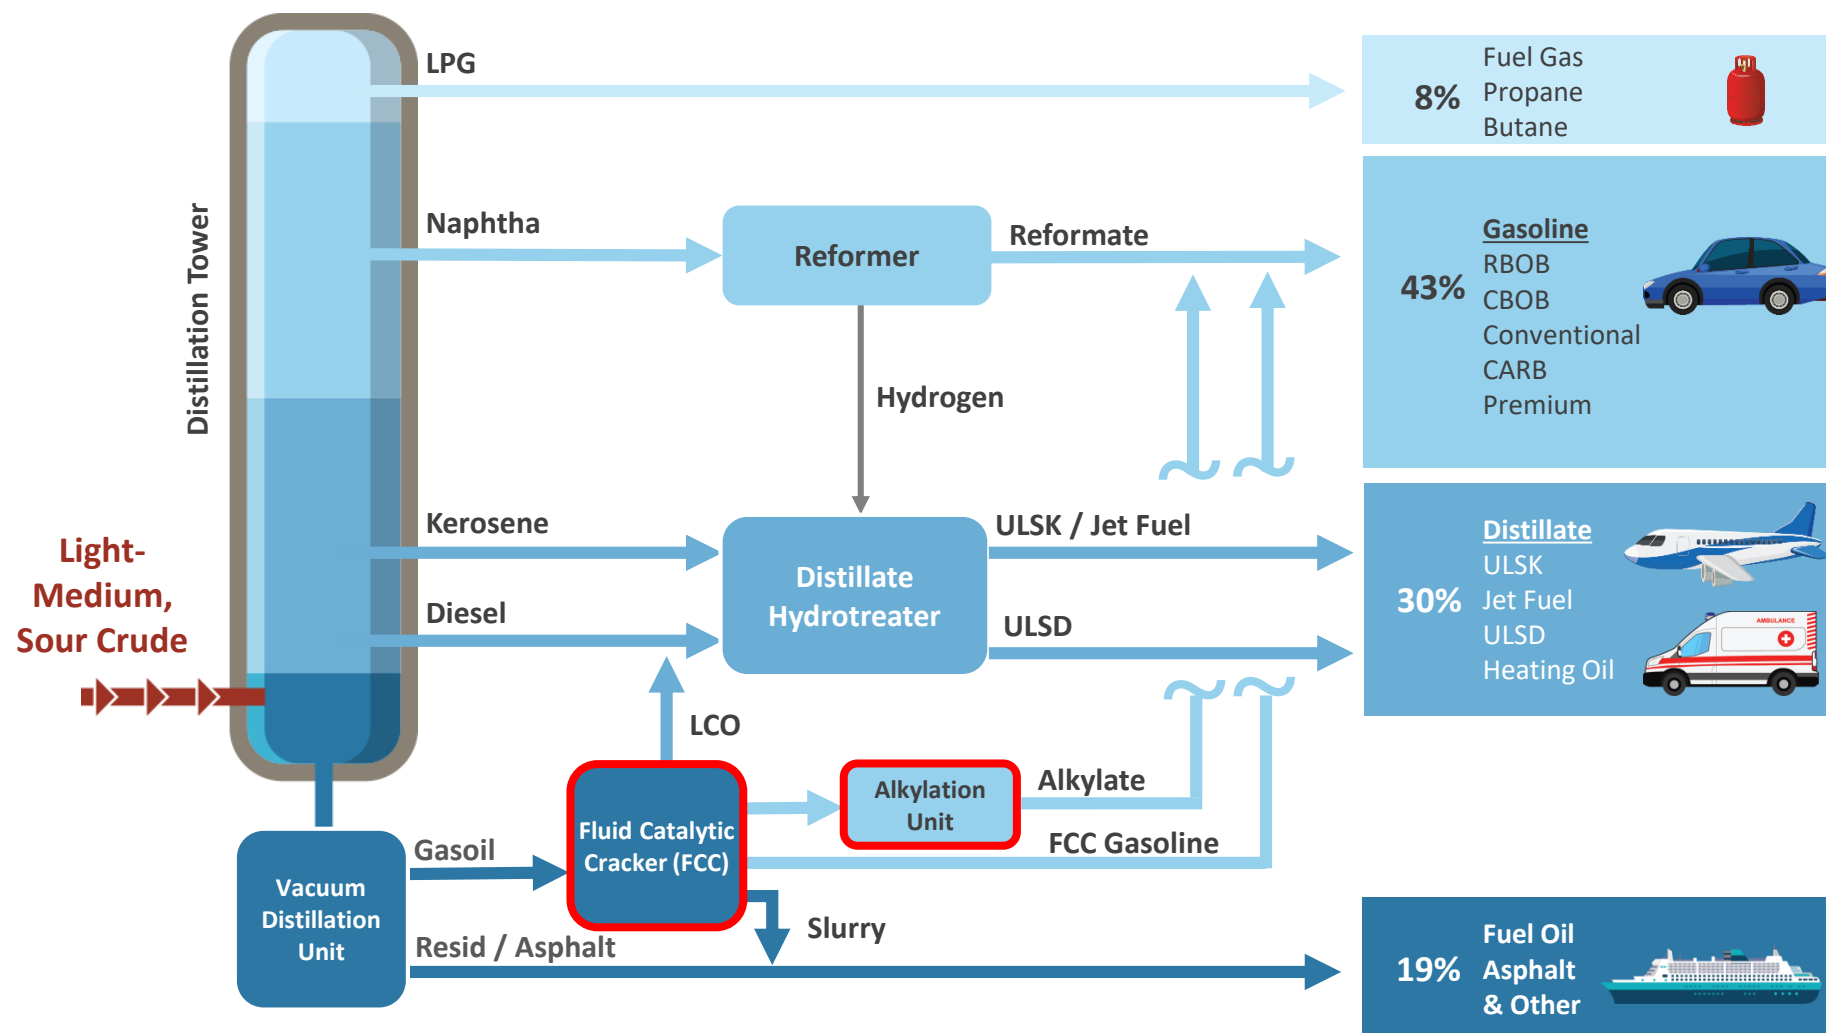 LPG
Fuel Gas
8%
Propane
Butane
Distillation Tower
Naphtha
Reformer
Reformate
Hydrogen
Gasoline
RBOB
43%
CBOB
Conventional
CARB
Premium
Light-
Medium,
Sour Crude
Kerosene
Diesel
Distillate
Hydrotreater
ULSK / Jet Fuel
ULSD
Distillate
ULSK
30%
Jet Fuel
ULSD
Heating Oil
AMBULANCE
LCO
Fluid Catalytic
Cracker (FCC)
Alkylation
Unit
Alkylate
FCC Gasoline
Gasoil
Vacuum
Distillation
Unit
Slurry
Resid / Asphalt
Fuel Oil
19%
Asphalt
& Other